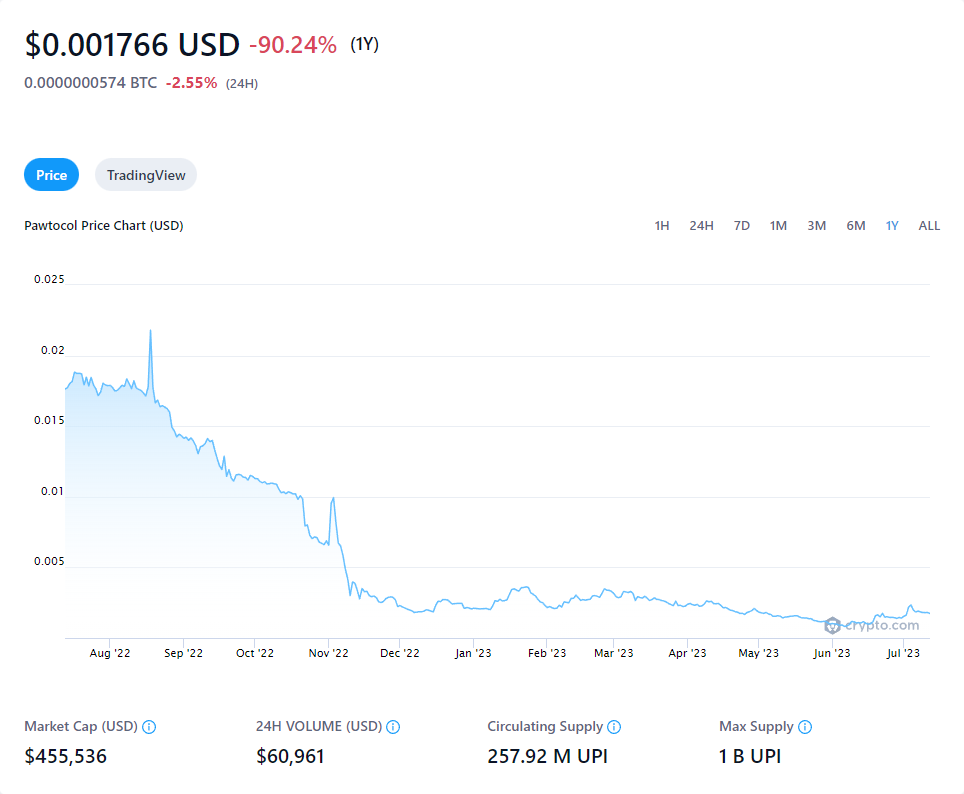 $0.001766 USD -90.24% (1Y)
0.0000000574 BTC -2.55% (24H)
Price TradingView
Pawtocol Price Chart (USD) 1H 24H 7D 1M 3M 6M 1Y ALL
0.025
0.02
0.015
0.01
0.005
crypto.com
Aug '22 Sep '22 Oct '22 Nov '22 Dec '22 Jan '23 Feb '23 Mar '23 Apr '23 May '23 Jun '23 Jul '23
Market Cap (USD) 24H VOLUME (USD) Circulating Supply Max Supply
$455,536 $60,961 257.92 M UPI 1 B UPI